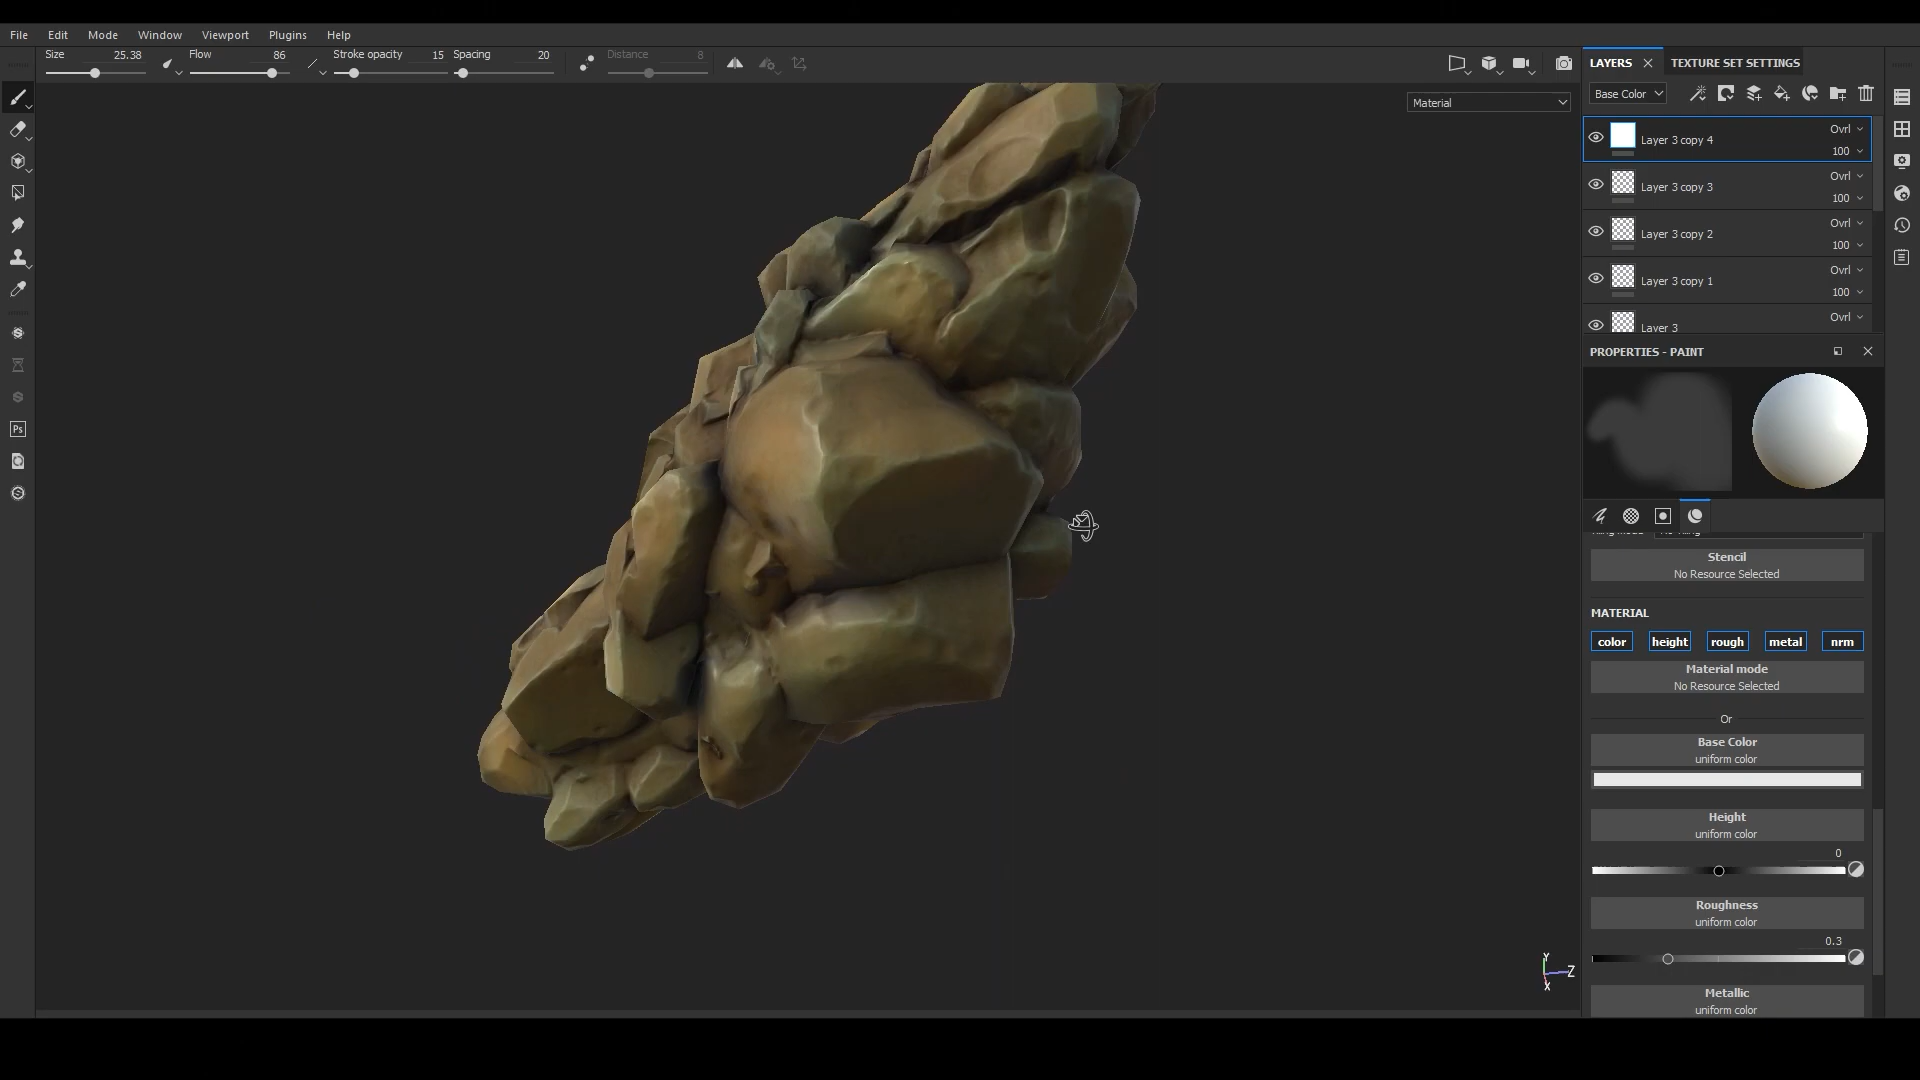 File Edit Mode Window Viewport Plugins Help
Size 25.38 Flow 86 Stroke opacity 15 Spacing 20 Distance 8
LAYERS TEXTURE SET SETTINGS
Base Color
Material
Layer 3 copy 4 Ovrl
100
Layer 3 copy 3 Ovrl
100
Layer 3 copy 2 Ovrl
100
Layer 3 copy 1 Ovrl
100
Layer 3 Ovrl
PROPERTIES - PAINT
Stencil
No Resource Selected
MATERIAL
color height rough metal nrm
Material mode
No Resource Selected
Or
Base Color
uniform color
Height
uniform color
0
Roughness
uniform color
0.3
Metallic
uniform color
Ps
Y
Z
X